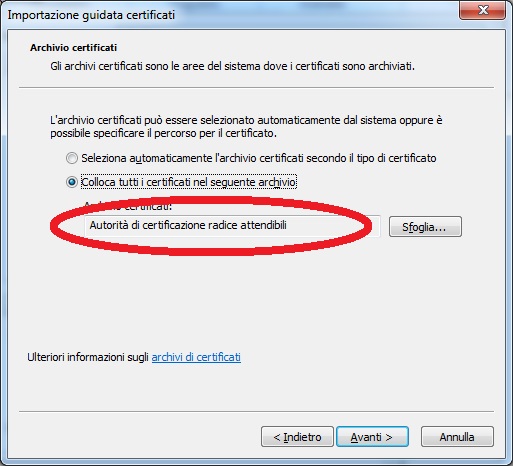 Importazione guidata certificati
Archivio certificati
Gli archivi certificati sono le aree del sistema dove i certificati sono archiviati.
L'archivio certificati può essere selezionato automaticamente dal sistema oppure è
possibile specificare il percorso per il certificato.
Seleziona automaticamente l'archivio certificati secondo il tipo di certificato
Colloca tutti i certificati nel seguente archivio
Archivio certificati:
Autorità di certificazione radice attendibili
Sfoglia...
Ulteriori informazioni sugli archivi di certificati
< Indietro
Avanti >
Annulla